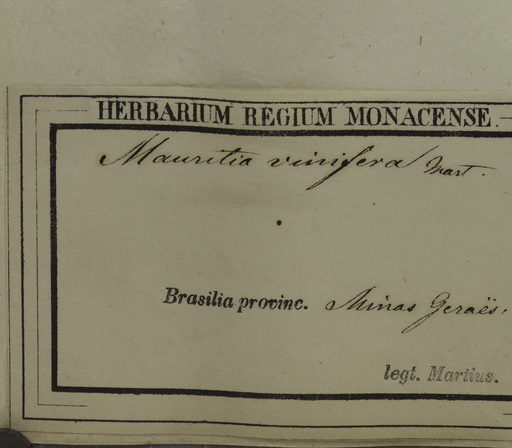 HERBARIUM REGIUM MONACENSE.
Mauritia vinifera Mart.
Brasilia provinc. Minas Geraës,
legt. Martius.